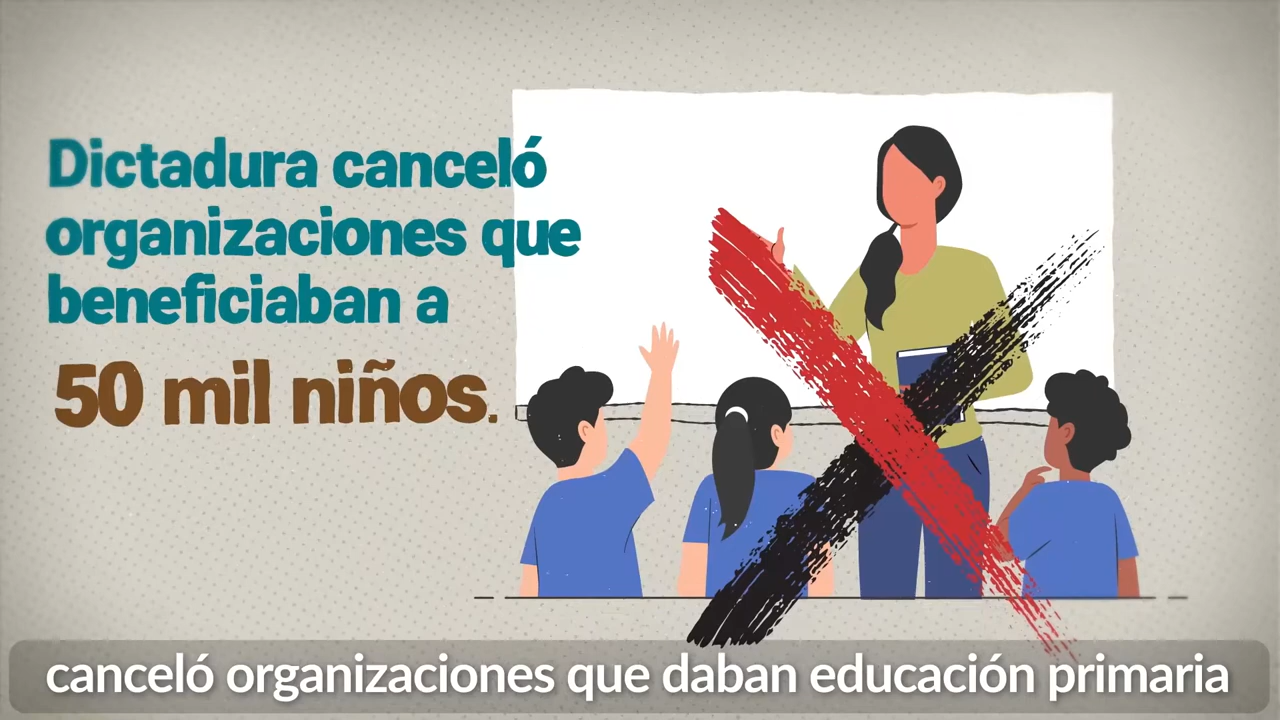 Dictadura canceló
organizaciones que
beneficiaban a
50 mil niños.
canceló organizaciones que daban educación primaria